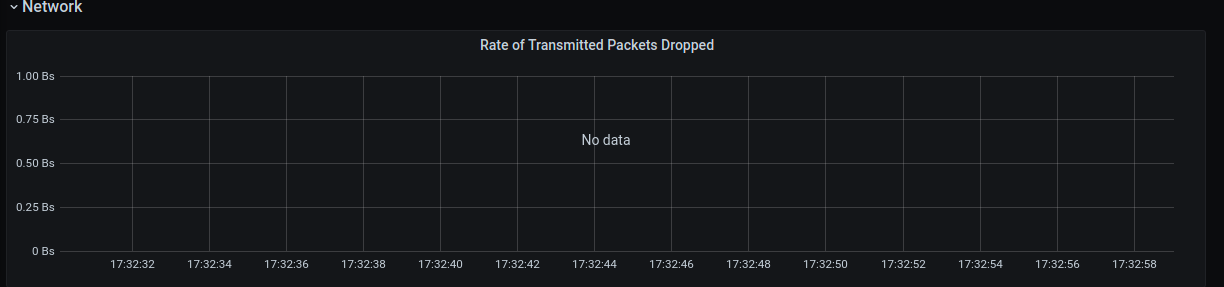 Network
Rate of Transmitted Packets Dropped
1.00 Bs
0.75 Bs
No data
0.50 Bs
0.25 Bs
0 Bs
17:32:32 17:32:34 17:32:36 17:32:38 17:32:40 17:32:42 17:32:44 17:32:46 17:32:48 17:32:50 17:32:52 17:32:54 17:32:56 17:32:58